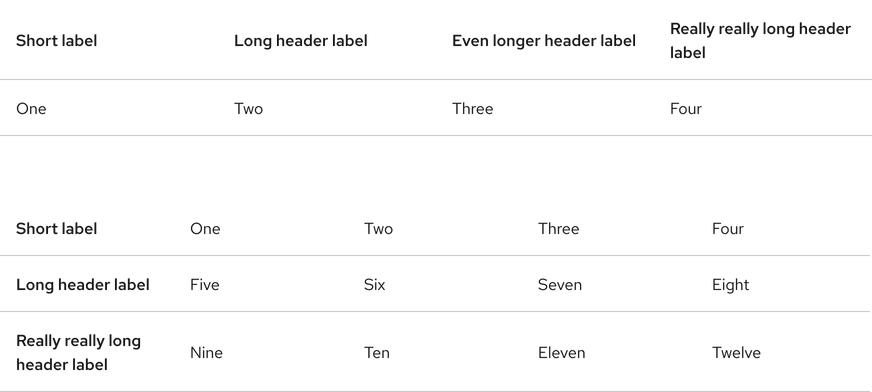 Short label Long header label Even longer header label Really really long header
label
One Two Three Four
Short label One Two Three Four
Long header label Five Six Seven Eight
Really really long
header label Nine Ten Eleven Twelve